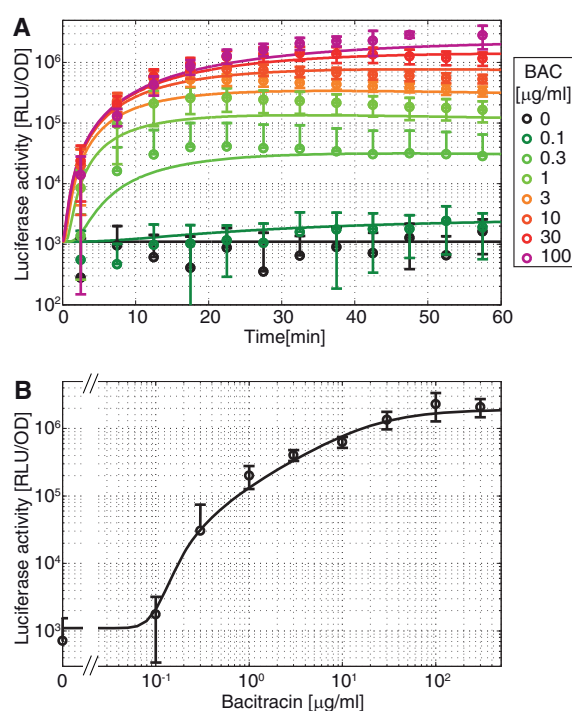 A
Luciferase activity [RLU/OD]
10^6
10^5
10^4
10^3
10^2
0 10 20 30 40 50 60
Time[min]
BAC
[µg/ml]
0
0.1
0.3
1
3
10
30
100
B
Luciferase activity [RLU/OD]
10^6
10^5
10^4
10^3
0 10^-1 10^0 10^1 10^2
Bacitracin [µg/ml]